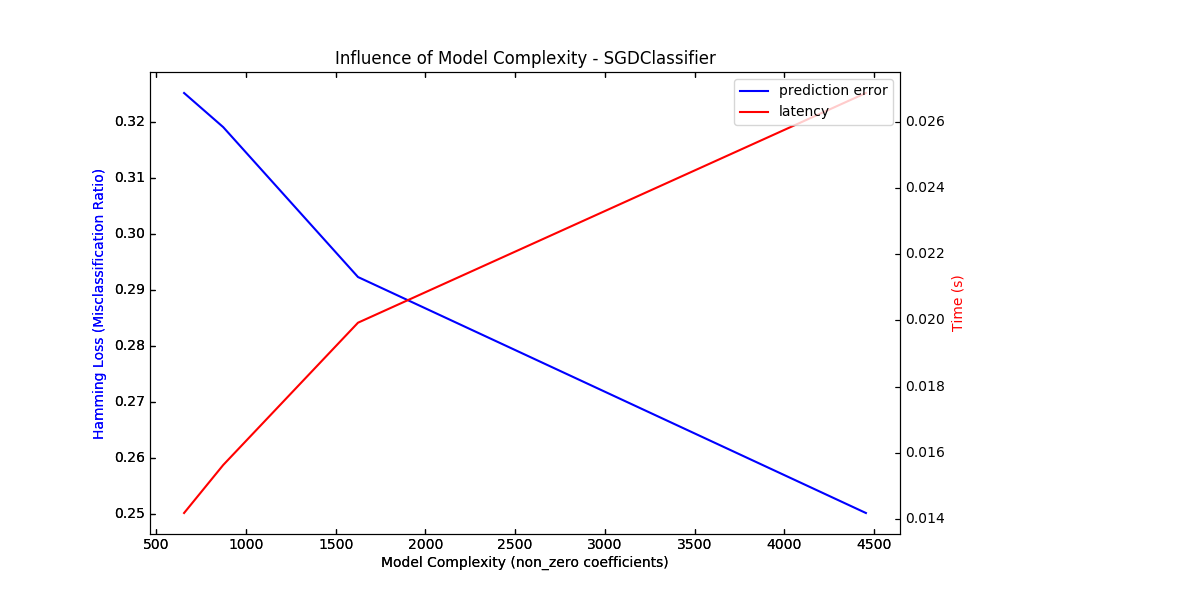 Influence of Model Complexity - SGDClassifier
prediction error
latency
0.32
0.31
0.30
0.29
0.28
0.27
0.26
0.25
Hamming Loss (Misclassification Ratio)
0.026
0.024
0.022
0.020
0.018
0.016
0.014
Time (s)
500 1000 1500 2000 2500 3000 3500 4000 4500
Model Complexity (non_zero coefficients)